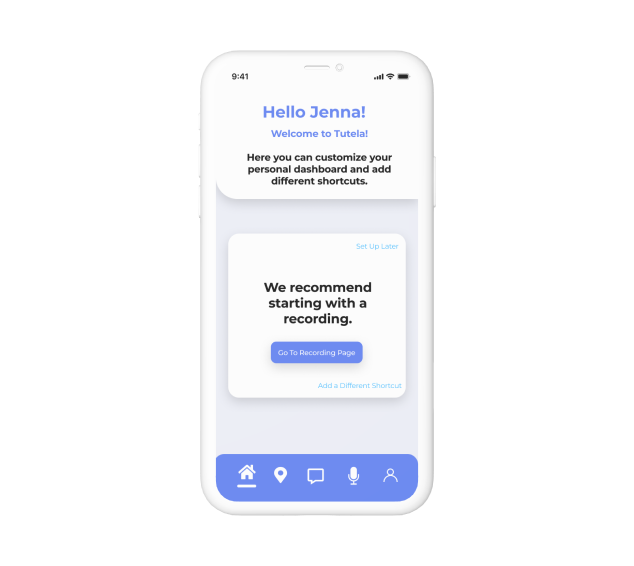 9:41
Hello Jenna!
Welcome to Tutela!
Here you can customize your
personal dashboard and add
different shortcuts.
Set Up Later
We recommend
starting with a
recording.
Go To Recording Page
Add a Different Shortcut